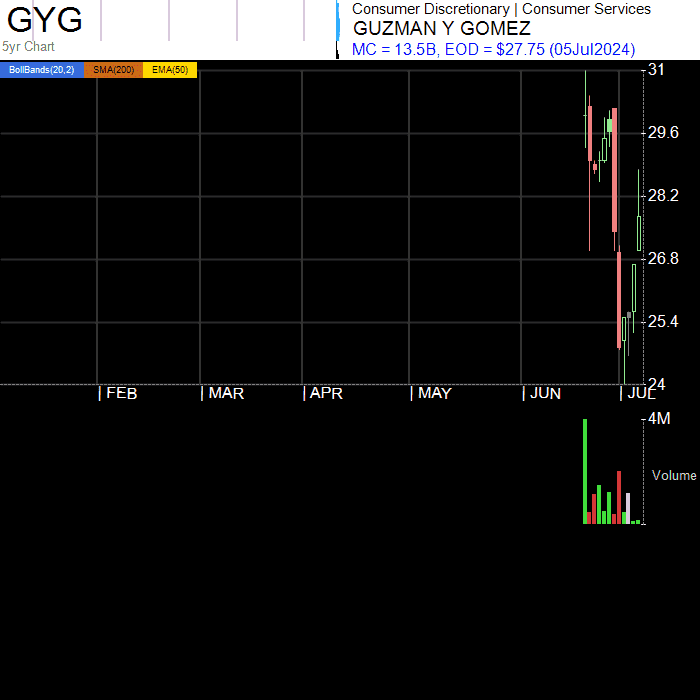 GYG
5yr Chart
Consumer Discretionary | Consumer Services
GUZMAN Y GOMEZ
MC = 13.5B, EOD = $27.75 (05Jul2024)
BollBands(20,2) SMA(200) EMA(50)
31
29.6
28.2
26.8
25.4
24
| FEB | MAR | APR | MAY | JUN | JUL
4M
Volume